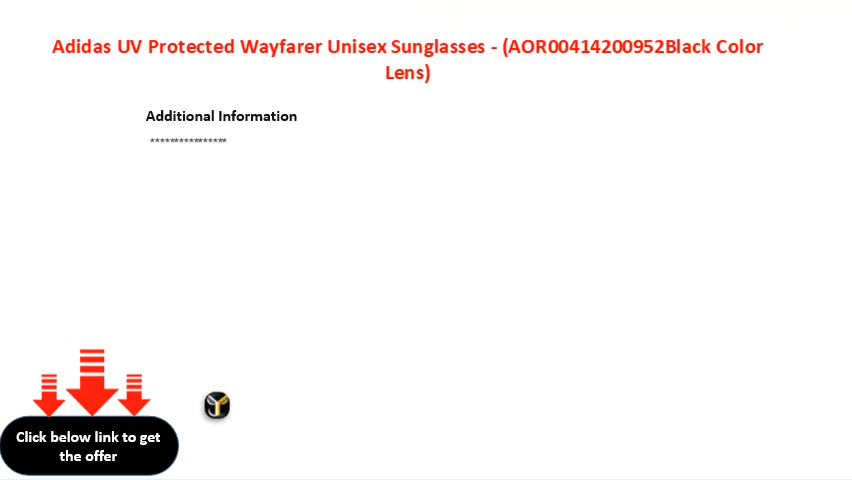 Adidas UV Protected Wayfarer Unisex Sunglasses - (AOR00414200952Black Color
Lens)
Additional Information
****************
Click below link to get
the offer